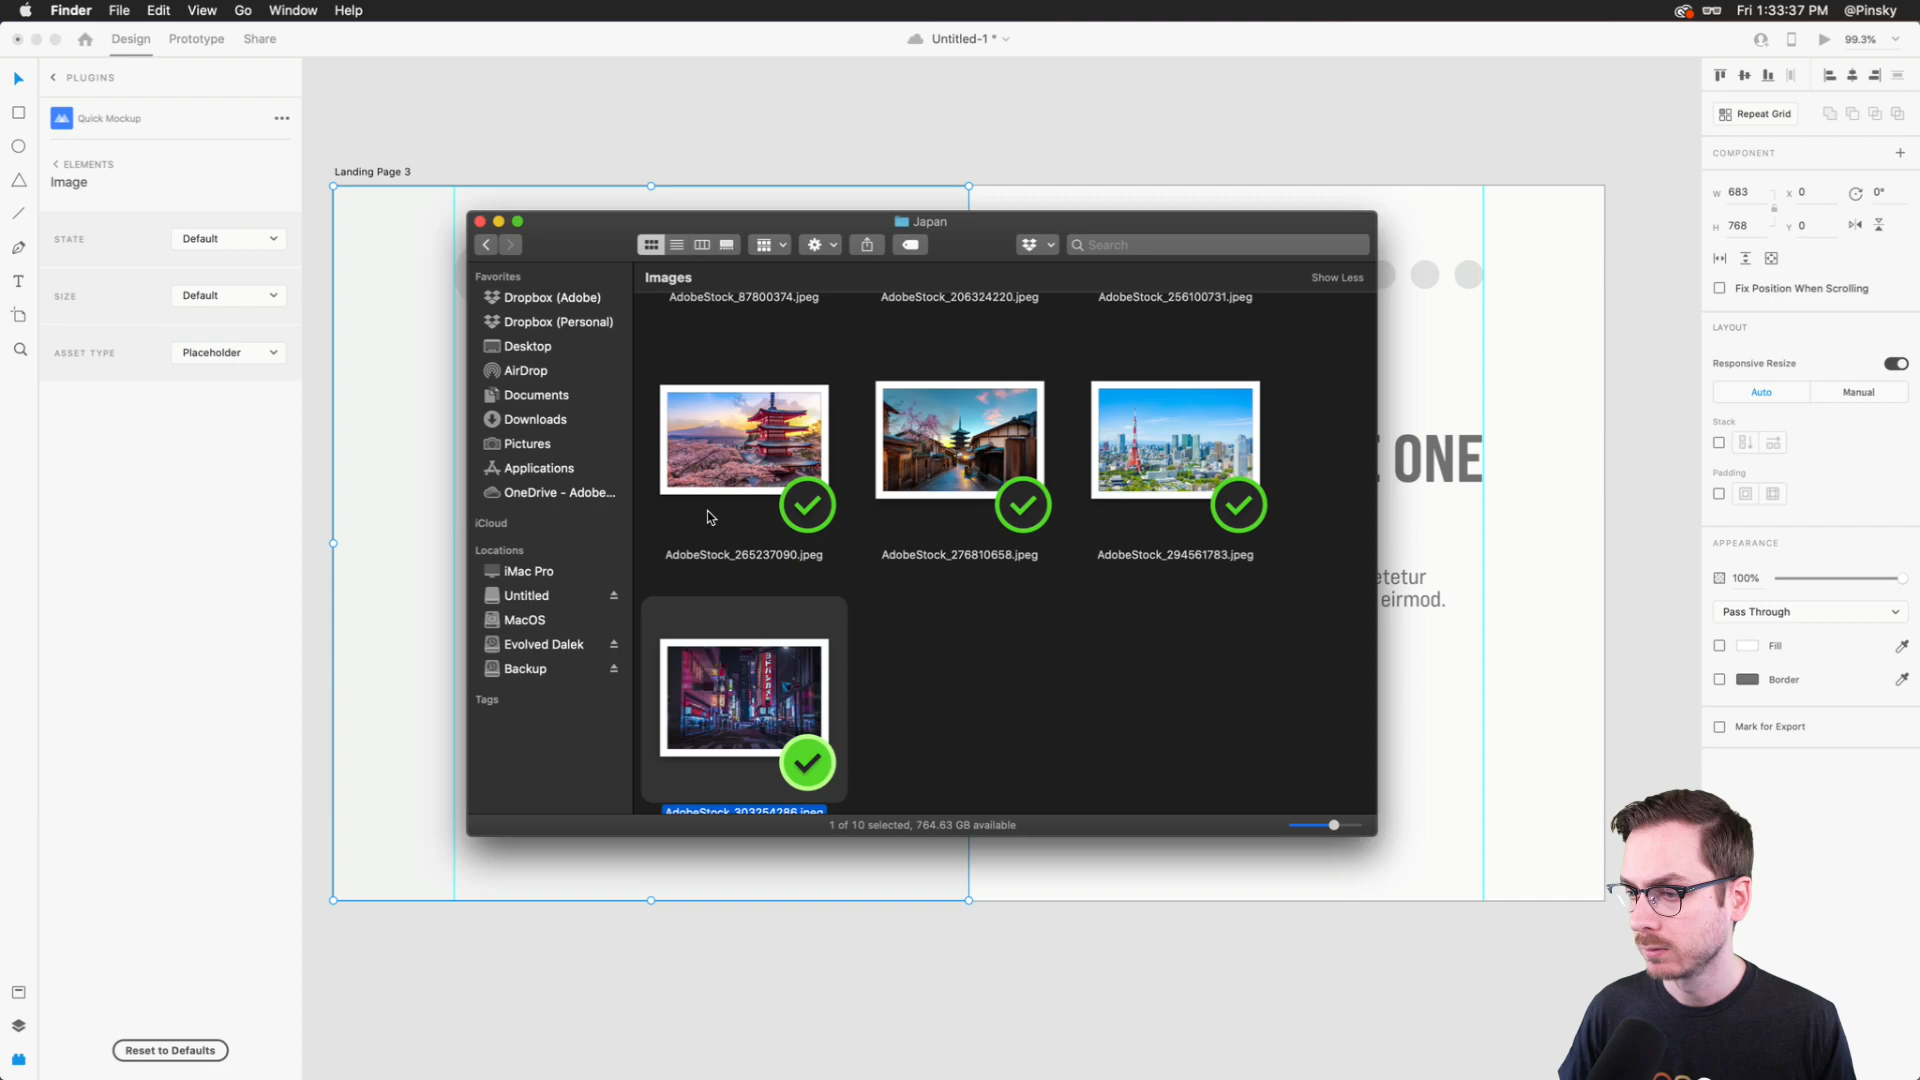 Finder File Edit View Go Window Help
Fri 1:33:37 PM @Pinsky
Design Prototype Share
Untitled-1 *
99.3%
PLUGINS
Quick Mockup
ELEMENTS
Image
STATE Default
SIZE Default
ASSET TYPE Placeholder
Reset to Defaults
Landing Page 3
Japan
Search
Favorites
Dropbox (Adobe)
Dropbox (Personal)
Desktop
AirDrop
Documents
Downloads
Pictures
Applications
OneDrive - Adobe...
iCloud
Locations
iMac Pro
Untitled
MacOS
Evolved Dalek
Backup
Tags
Images Show Less
AdobeStock_87800374.jpeg AdobeStock_206324220.jpeg AdobeStock_256100731.jpeg
AdobeStock_265237090.jpeg AdobeStock_276810658.jpeg AdobeStock_294561783.jpeg
AdobeStock_303254286.jpeg
1 of 10 selected, 764.63 GB available
ONE
etetur
eirmod.
Repeat Grid
COMPONENT
W 683 X 0 0°
H 768 Y 0
Fix Position When Scrolling
LAYOUT
Responsive Resize
Auto Manual
Stack
Padding
APPEARANCE
100%
Pass Through
Fill
Border
Mark for Export